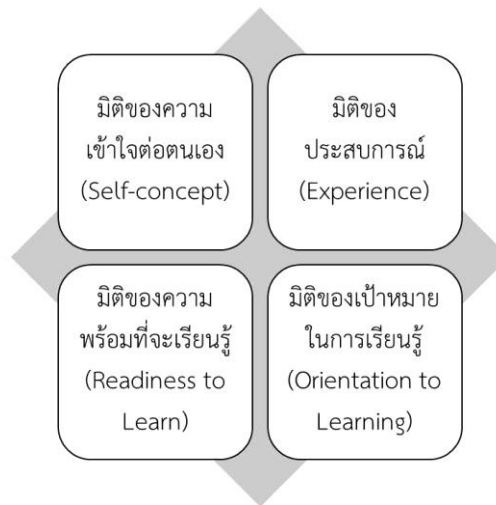 มิติของความ
เข้าใจต่อตนเอง
(Self-concept)
มิติของ
ประสบการณ์
(Experience)
มิติของความ
พร้อมที่จะเรียนรู้
(Readiness to
Learn)
มิติของเป้าหมาย
ในการเรียนรู้
(Orientation to
Learning)